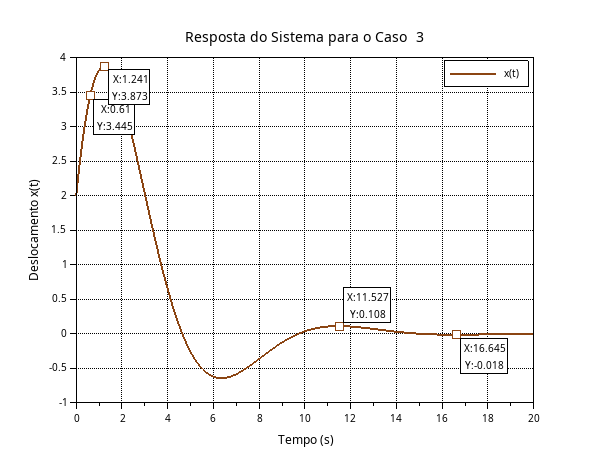 Resposta do Sistema para o Caso  3
4
3.5
3
2.5
2
1.5
1
0.5
0
-0.5
-1
Deslocamento x(t)
x(t)
X:1.241
Y:3.873
X:0.61
Y:3.445
X:11.527
Y:0.108
X:16.645
Y:-0.018
0 2 4 6 8 10 12 14 16 18 20
Tempo (s)